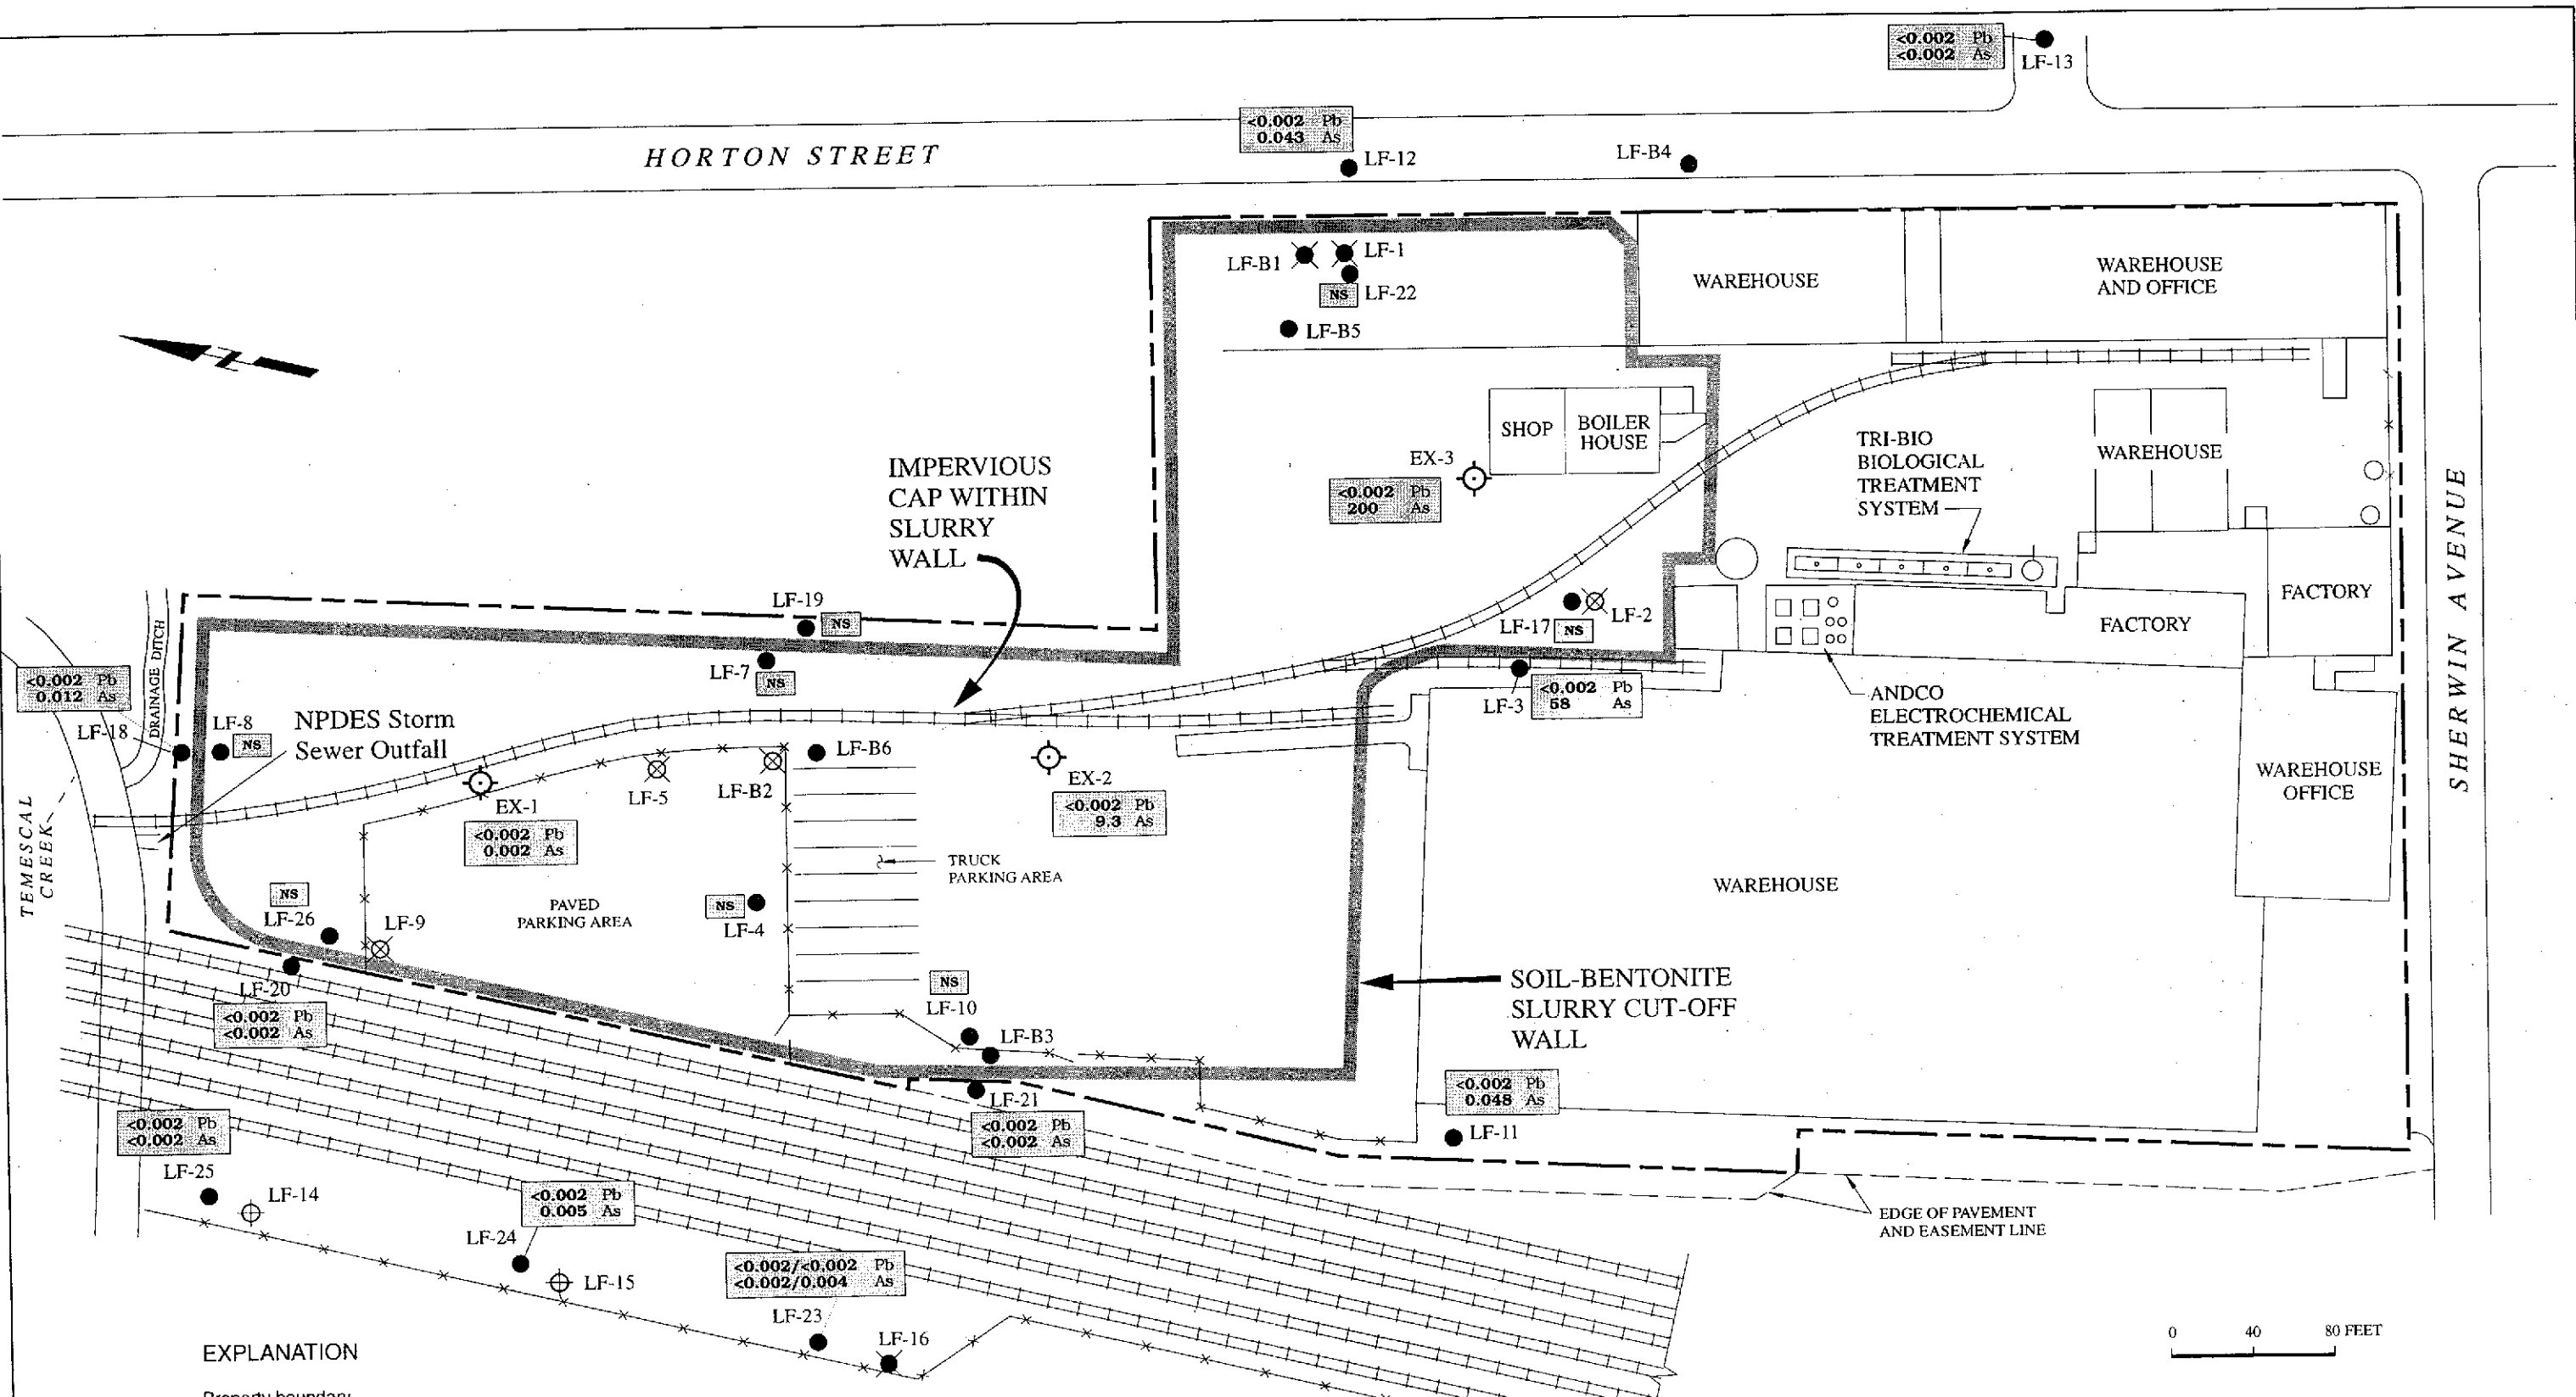 <0.002 Pb
<0.002 As
LF-13
<0.002 Pb
0.043 As
LF-12
LF-B4
HORTON STREET
LF-B1
LF-1
NS
LF-22
LF-B5
WAREHOUSE
WAREHOUSE
AND OFFICE
SHOP
BOILER
HOUSE
EX-3
<0.002 Pb
200 As
TRI-BIO
BIOLOGICAL
TREATMENT
SYSTEM
WAREHOUSE
SHERWIN AVENUE
IMPERVIOUS
CAP WITHIN
SLURRY
WALL
LF-19
NS
LF-7
NS
LF-17
NS
LF-2
FACTORY
FACTORY
LF-3
<0.002 Pb
58 As
ANDCO
ELECTROCHEMICAL
TREATMENT SYSTEM
WAREHOUSE
OFFICE
DRAINAGE DITCH
<0.002 Pb
0.012 As
LF-18
LF-8
NS
NPDES Storm
Sewer Outfall
TEMESCAL
CREEK
EX-1
<0.002 Pb
0.002 As
LF-5
LF-B2
LF-B6
EX-2
<0.002 Pb
9.3 As
TRUCK
PARKING AREA
PAVED
PARKING AREA
NS
LF-4
WAREHOUSE
NS
LF-26
LF-9
LF-20
<0.002 Pb
<0.002 As
NS
LF-10
LF-B3
SOIL-BENTONITE
SLURRY CUT-OFF
WALL
LF-21
<0.002 Pb
<0.002 As
<0.002 Pb
0.048 As
LF-11
<0.002 Pb
<0.002 As
LF-25
LF-14
<0.002 Pb
0.005 As
LF-24
LF-15
<0.002/<0.002 Pb
<0.002/0.004 As
LF-23
LF-16
EDGE OF PAVEMENT
AND EASEMENT LINE
0 40 80 FEET
EXPLANATION
Property boundary